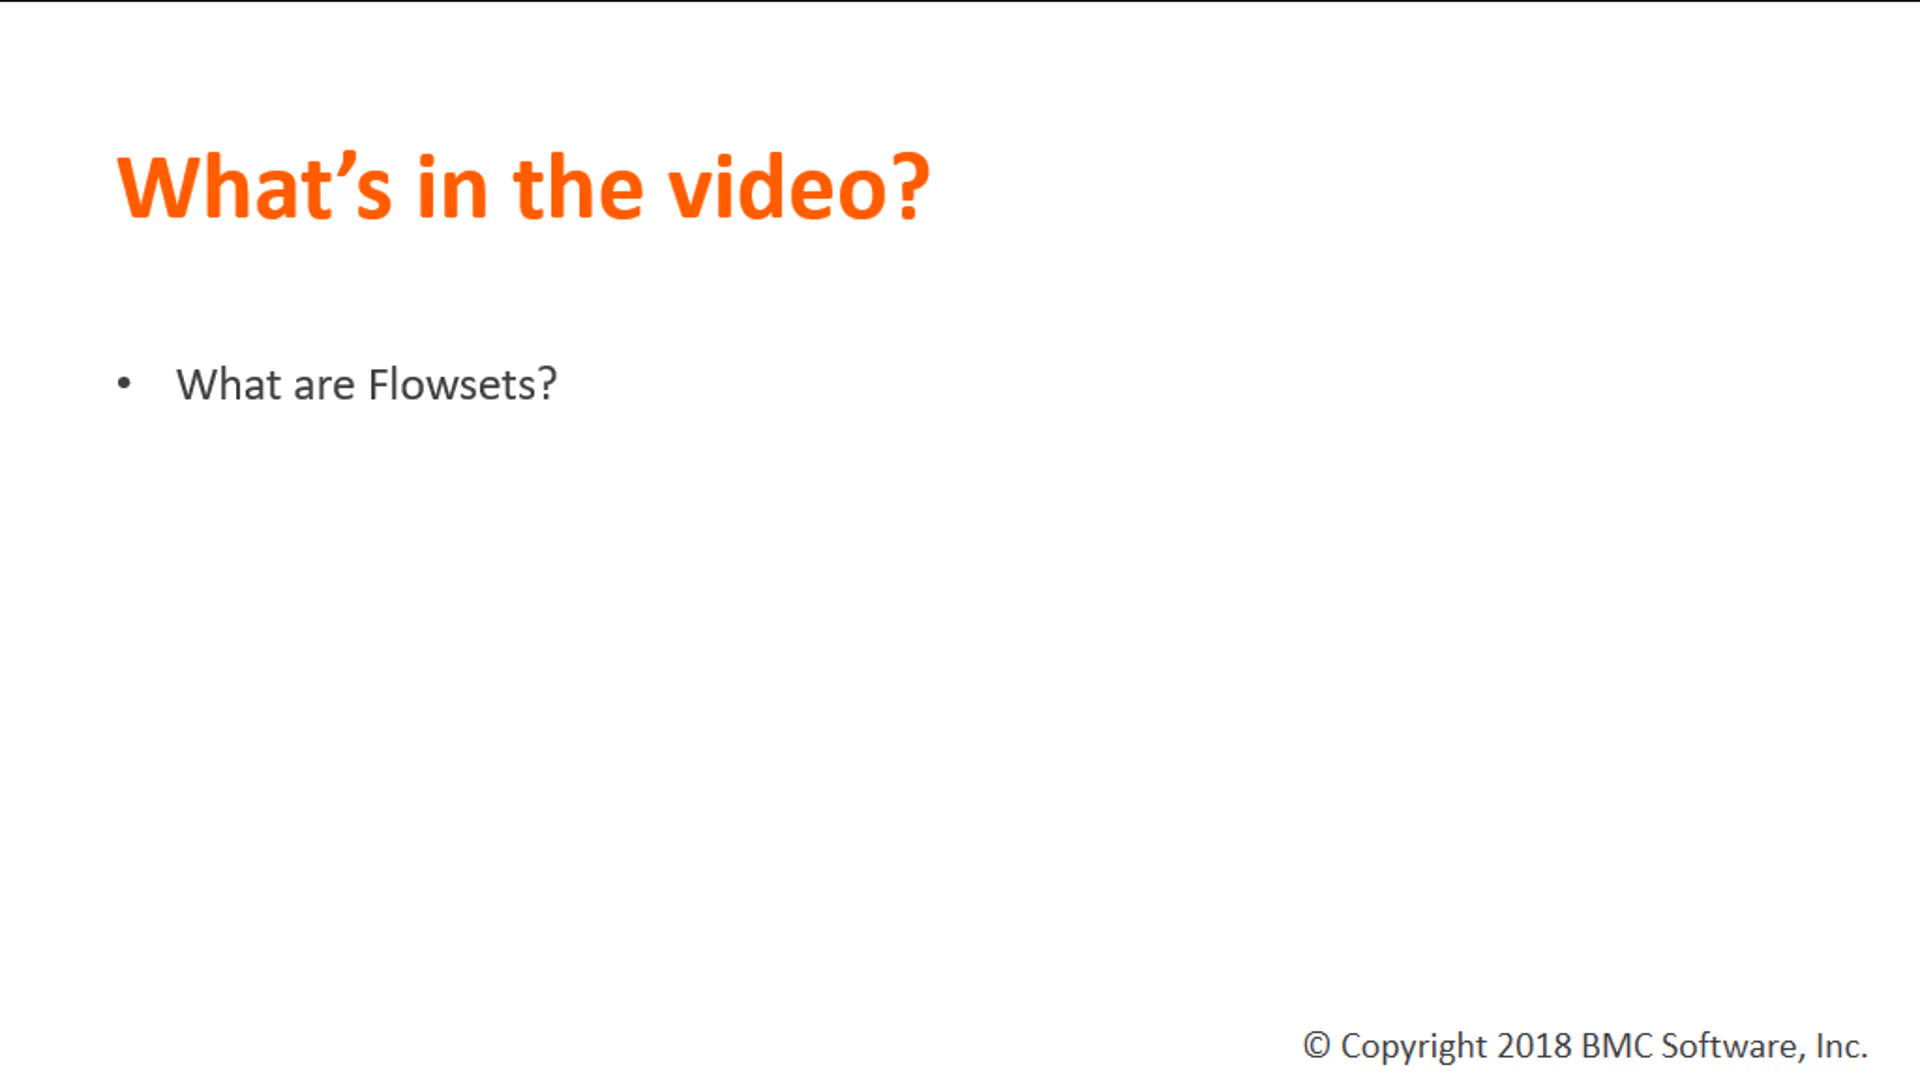 What’s in the video?
• What are Flowsets?
© Copyright 2018 BMC Software, Inc.